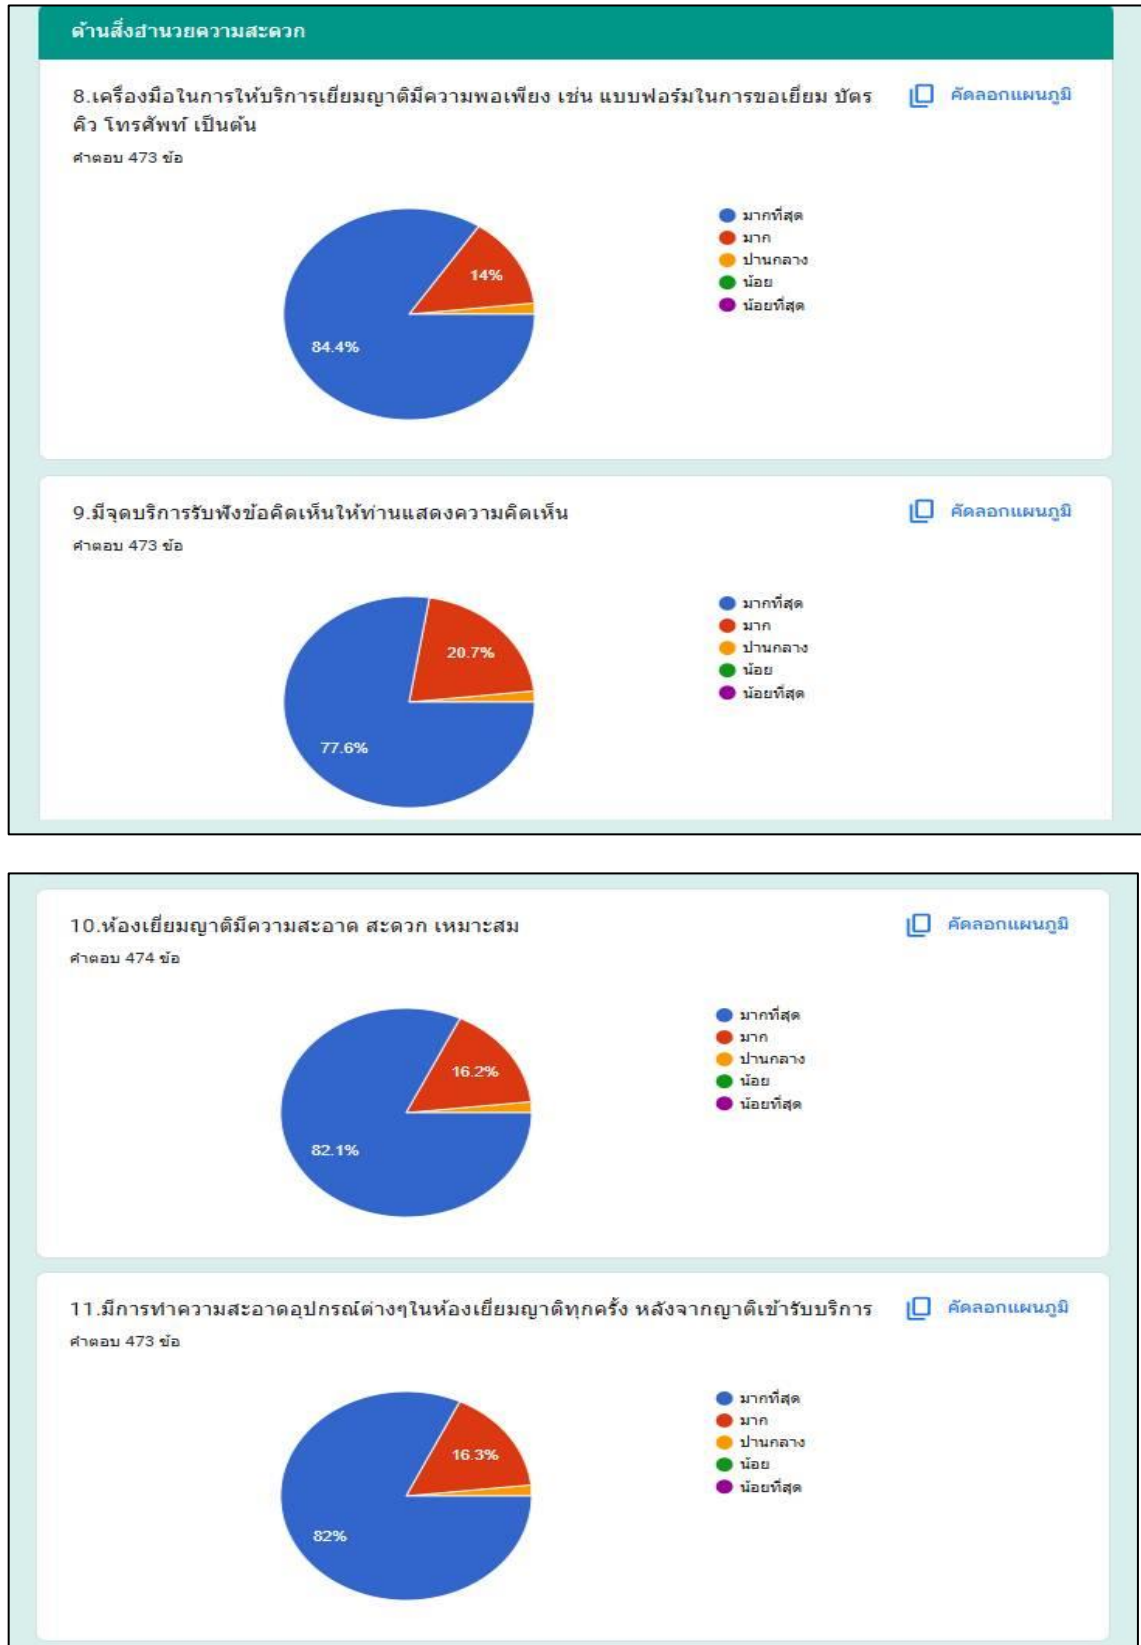 ด้านสิ่งอำนวยความสะดวก
8.เครื่องมือในการให้บริการเยี่ยมญาติมีความพอเพียง เช่น แบบฟอร์มในการขอเยี่ยม บัตร
คิว โทรศัพท์ เป็นต้น
คัดลอกแผนภูมิ
คำตอบ 473 ข้อ
มากที่สุด
มาก
ปานกลาง
น้อย
น้อยที่สุด
14%
84.4%
9.มีจุดบริการรับฟังข้อคิดเห็นให้ท่านแสดงความคิดเห็น
คัดลอกแผนภูมิ
คำตอบ 473 ข้อ
มากที่สุด
มาก
ปานกลาง
น้อย
น้อยที่สุด
20.7%
77.6%
10.ห้องเยี่ยมญาติมีความสะอาด สะดวก เหมาะสม
คัดลอกแผนภูมิ
คำตอบ 474 ข้อ
มากที่สุด
มาก
ปานกลาง
น้อย
น้อยที่สุด
16.2%
82.1%
11.มีการทำความสะอาดอุปกรณ์ต่างๆในห้องเยี่ยมญาติทุกครั้ง หลังจากญาติเข้ารับบริการ
คัดลอกแผนภูมิ
คำตอบ 473 ข้อ
มากที่สุด
มาก
ปานกลาง
น้อย
น้อยที่สุด
16.3%
82%